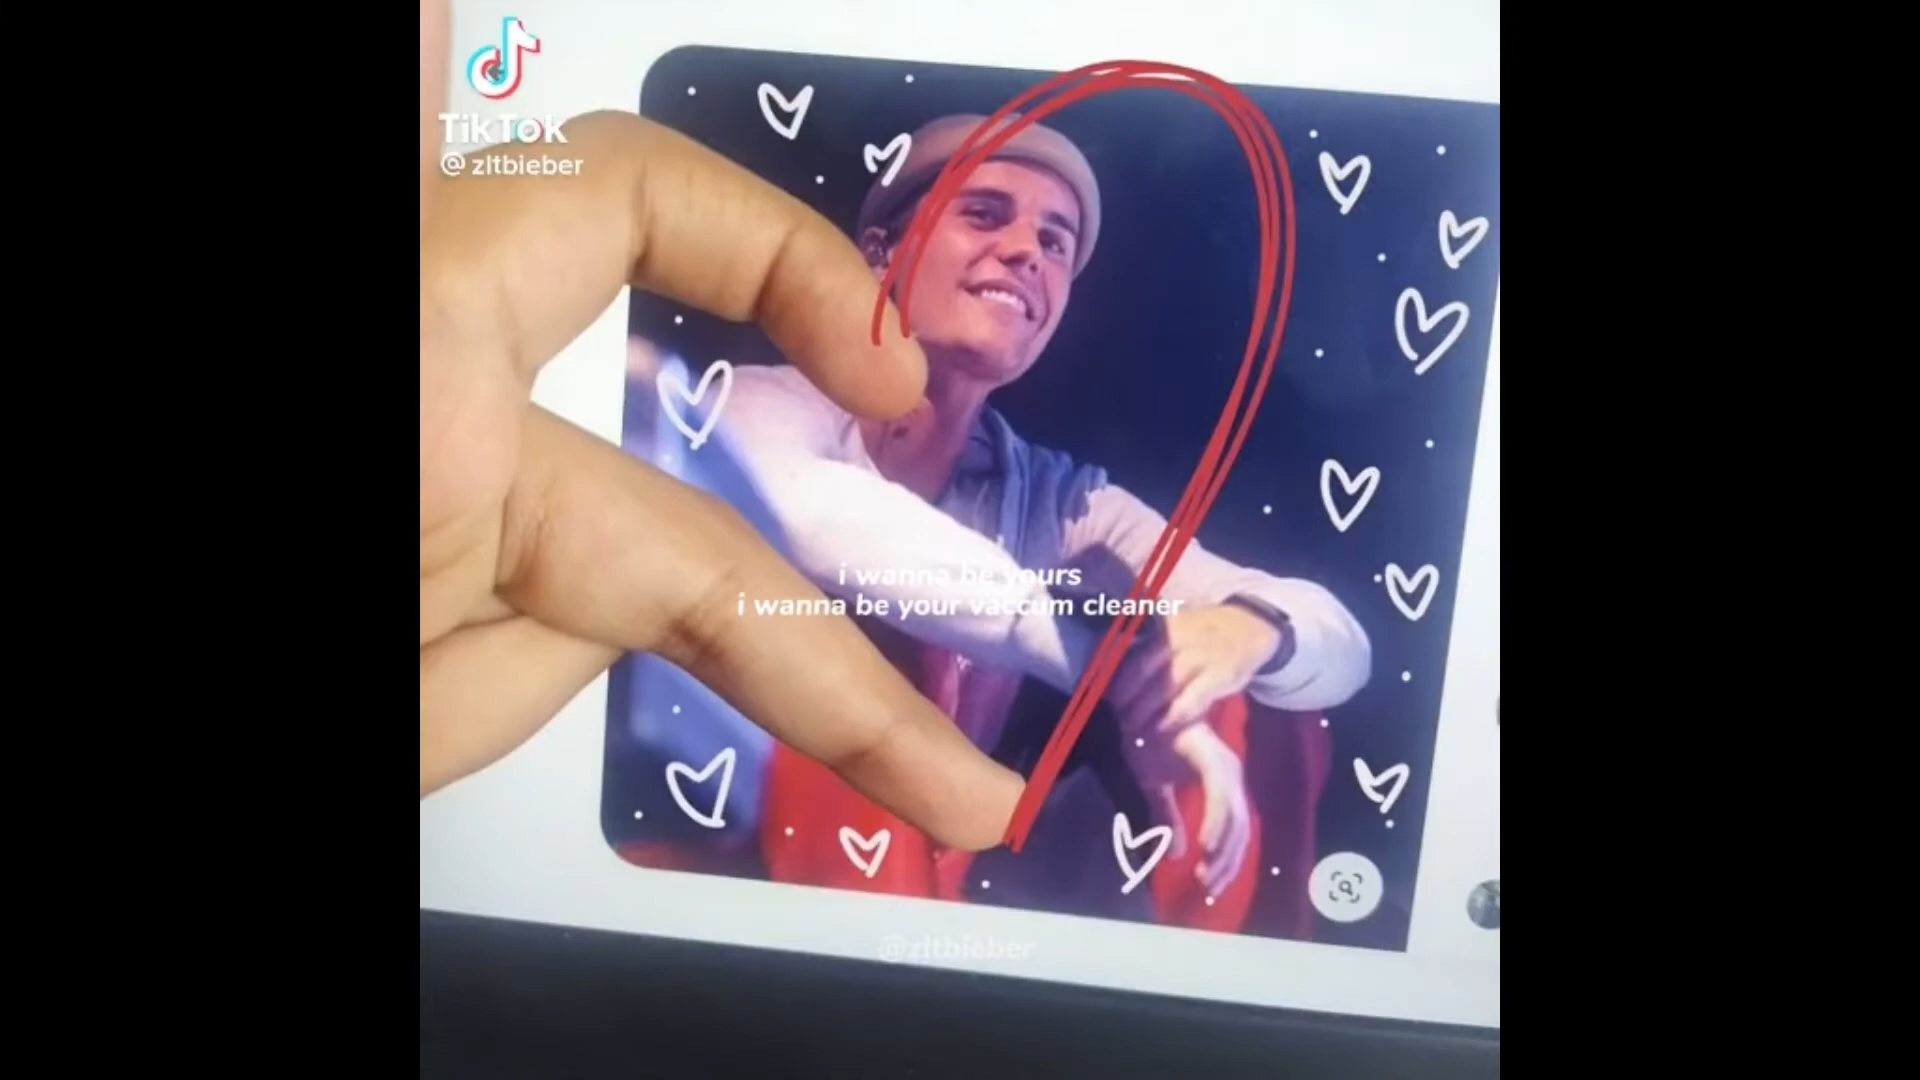 TikTok
@ zltbieber
i wanna be yours
i wanna be your vaccum cleaner
@zltbieber